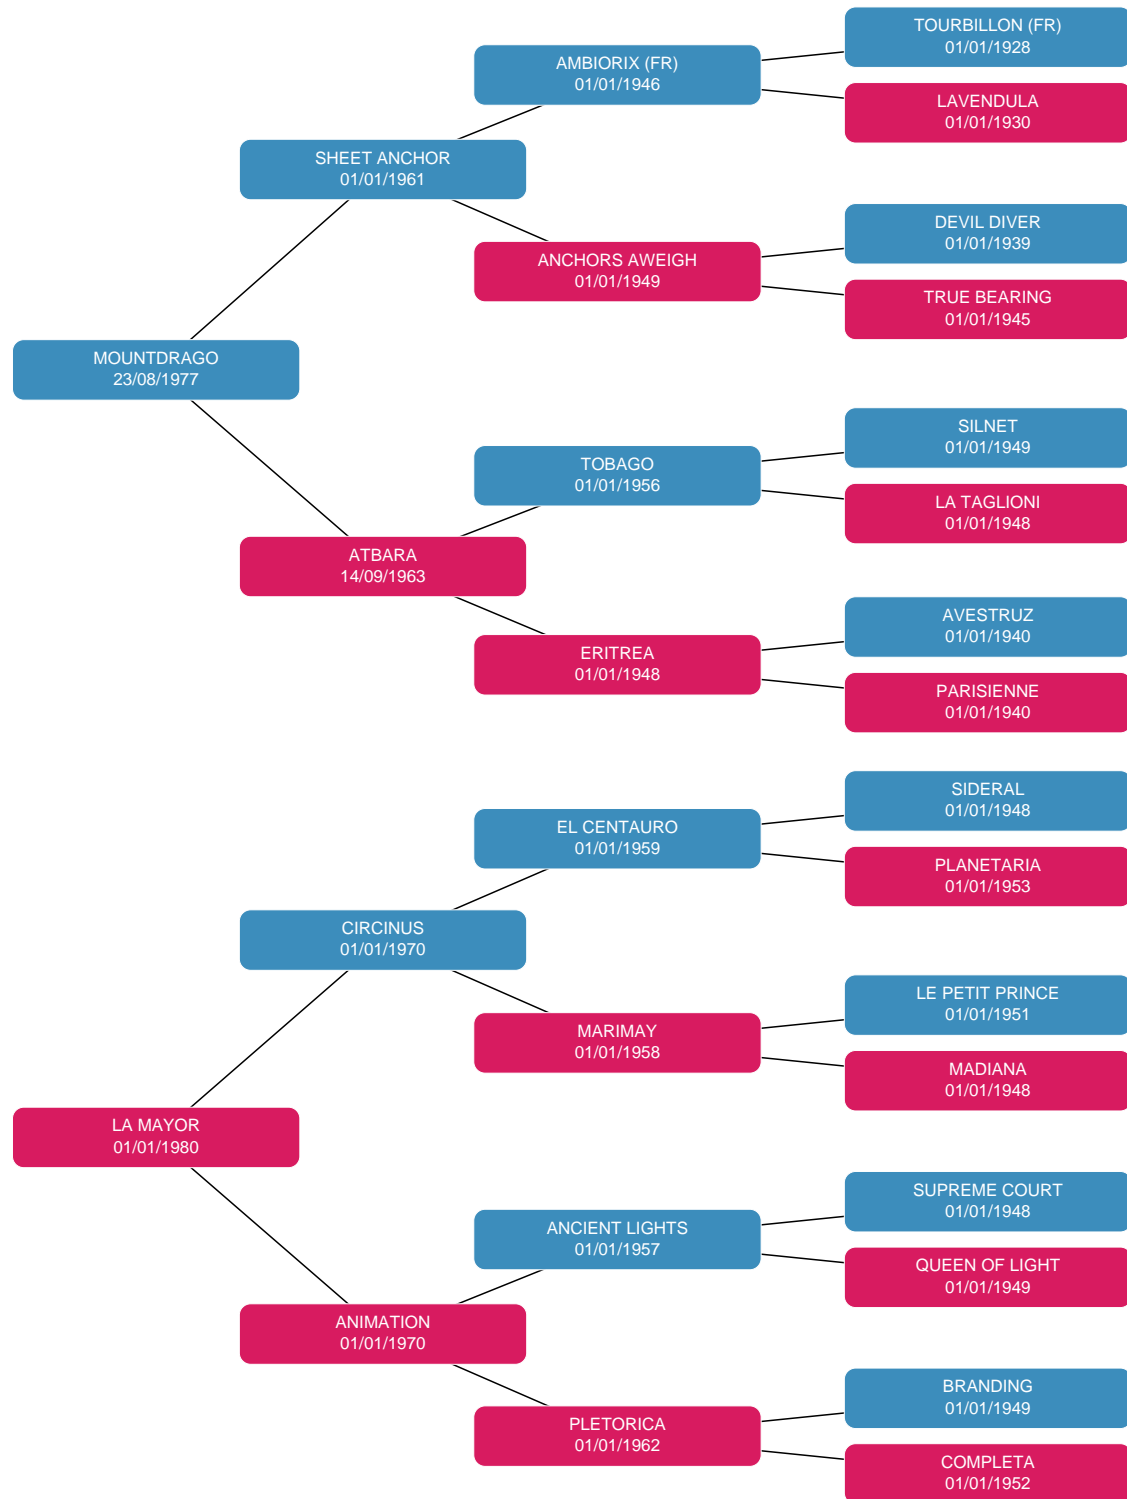 TOURBILLON (FR)
01/01/1928
AMBIORIX (FR)
01/01/1946
LAVENDULA
01/01/1930
SHEET ANCHOR
01/01/1961
DEVIL DIVER
01/01/1939
ANCHORS AWEIGH
01/01/1949
TRUE BEARING
01/01/1945
MOUNTDRAGO
23/08/1977
SILNET
01/01/1949
TOBAGO
01/01/1956
LA TAGLIONI
01/01/1948
ATBARA
14/09/1963
AVESTRUZ
01/01/1940
ERITREA
01/01/1948
PARISIENNE
01/01/1940
SIDERAL
01/01/1948
EL CENTAURO
01/01/1959
PLANETARIA
01/01/1953
CIRCINUS
01/01/1970
LE PETIT PRINCE
01/01/1951
MARIMAY
01/01/1958
MADIANA
01/01/1948
LA MAYOR
01/01/1980
SUPREME COURT
01/01/1948
ANCIENT LIGHTS
01/01/1957
QUEEN OF LIGHT
01/01/1949
ANIMATION
01/01/1970
BRANDING
01/01/1949
PLETORICA
01/01/1962
COMPLETA
01/01/1952